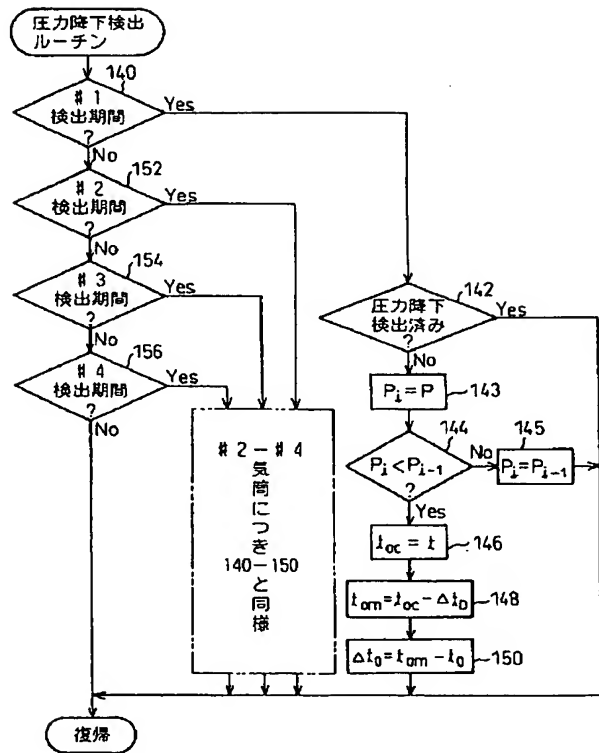 圧力降下検出
ルーチン
140
#1
検出期間
?
Yes
No
152
#2
検出期間
?
Yes
No
154
#3
検出期間
?
Yes
No
156
#4
検出期間
?
Yes
No
142
圧力降下
検出済み
?
Yes
No
Pi=P
143
144
Pi<Pi-1
?
No
Yes
145
Pi=Pi-1
toc=t
146
tom=toc-ΔtD
148
Δt0=tom-t0
150
#2-#4
気筒につき
140-150
と同様
復帰